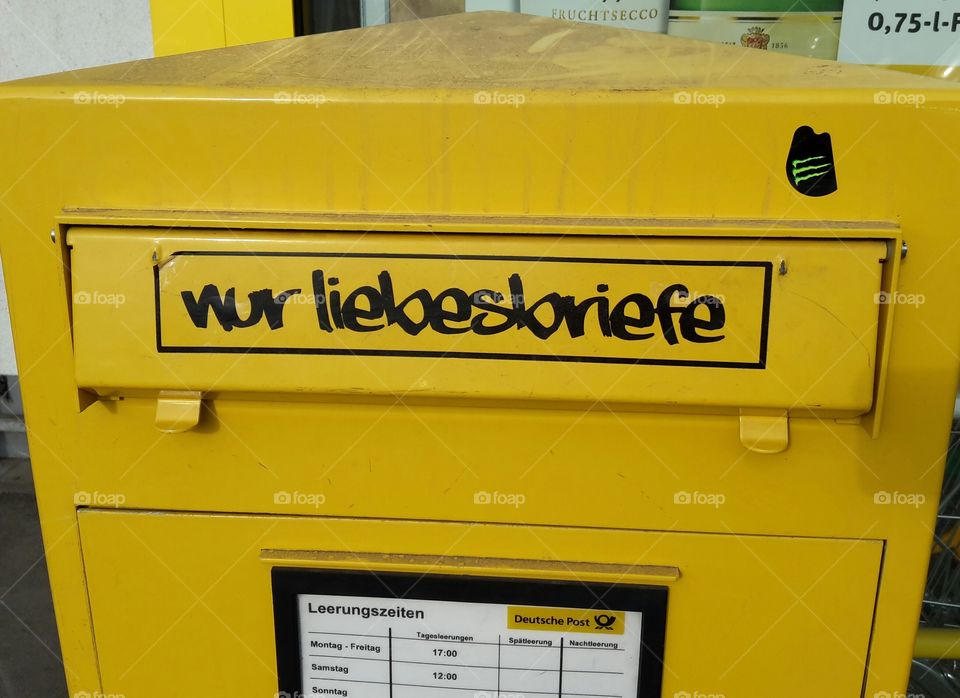 FRUCHTSECCO
1856
0,75-l-F
nur liebesbriefe
Leerungszeiten
Deutsche Post
Tagesleerungen Spätleerung Nachtleerung
Montag - Freitag 17:00
Samstag 12:00
Sonntag